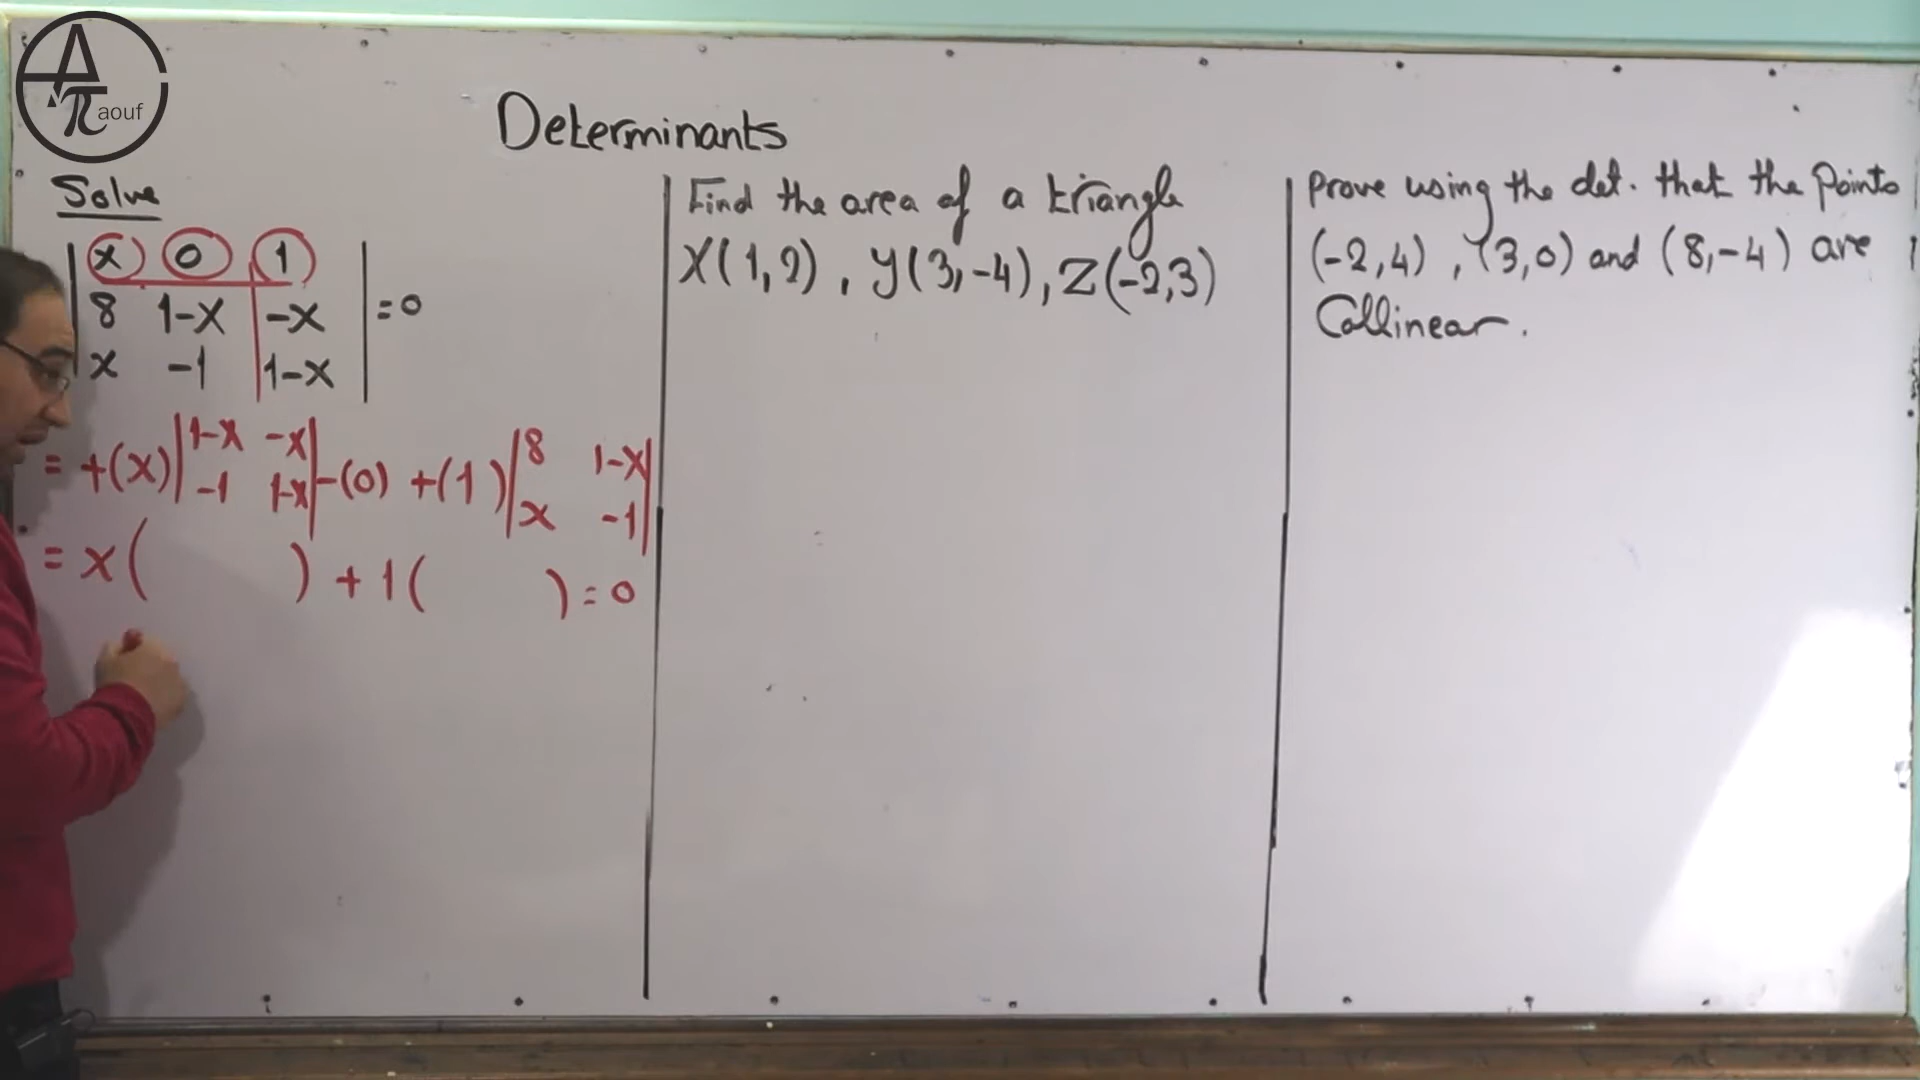 Aπaouf
Determinants
Solve
| x 0 1 |
| 8 1-x -x | = 0
| x -1 1-x |
= +(x) | 1-x -x | -(0) +(1) | 8 1-x |
| -1 1-x | | x -1 |
= x( ) + 1( ) = 0
Find the area of a triangle
X(1,2), Y(3,-4), Z(-2,3)
Prove using the det. that the points
(-2,4), (3,0) and (8,-4) are
Collinear.